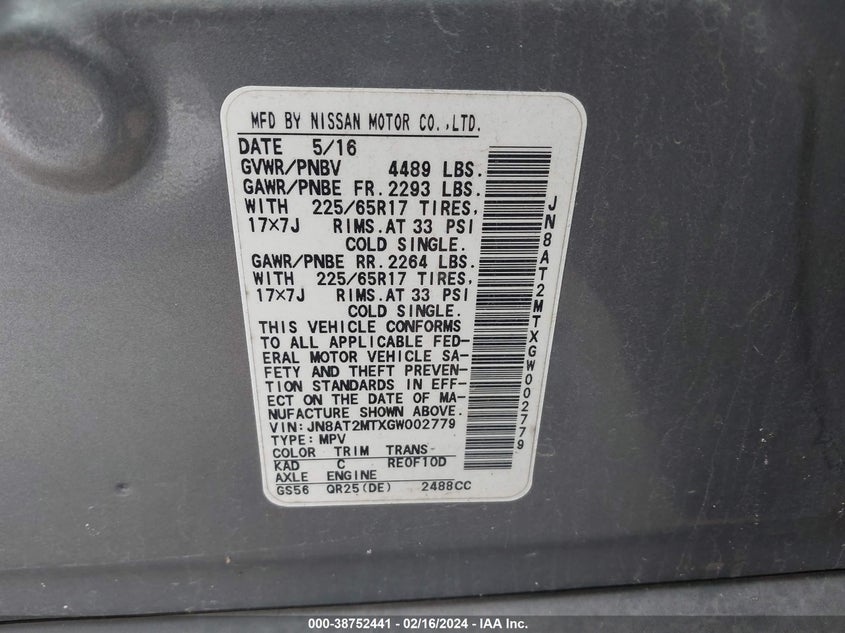 MFD BY NISSAN MOTOR CO.,LTD.
DATE 5/16
GVWR/PNBV 4489 LBS.
GAWR/PNBE FR. 2293 LBS.
WITH 225/65R17 TIRES,
17×7J RIMS.AT 33 PSI
COLD SINGLE.
GAWR/PNBE RR. 2264 LBS.
WITH 225/65R17 TIRES,
17×7J RIMS.AT 33 PSI
COLD SINGLE.
THIS VEHICLE CONFORMS
TO ALL APPLICABLE FED-
ERAL MOTOR VEHICLE SA-
FETY AND THEFT PREVEN-
TION STANDARDS IN EFF-
ECT ON THE DATE OF MA-
NUFACTURE SHOWN ABOVE.
VIN:JN8AT2MTXGW002779
TYPE:MPV
COLOR TRIM TRANS
KAD C RE0F10D
AXLE ENGINE
GS56 QR25(DE) 2488CC
JN8AT2MTXGW002779
000-38752441 - 02/16/2024 - IAA Inc.